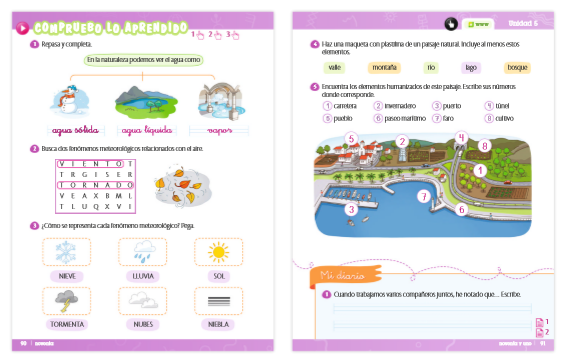 COMPRUEBO LO APRENDIDO
1 2 3
1 Repasa y completa.
En la naturaleza podemos ver el agua como
agua sólida agua líquida vapor
2 Busca dos fenómenos meteorológicos relacionados con el aire.
V I E N T O T
T R G I S E R
T O R N A D O
V E A X B M L
T L U Q X V I
3 ¿Cómo se representa cada fenómeno meteorológico? Pega.
NIEVE LLUVIA SOL
TORMENTA NUBES NIEBLA
90
Unidad 6
4 Haz una maqueta con plastilina de un paisaje natural. Incluye al menos estos
elementos.
valle montaña río lago bosque
5 Encuentra los elementos humanizados de este paisaje. Escribe sus números
donde corresponde.
1 carretera 2 invernadero 3 puerto 4 túnel
5 pueblo 6 paseo marítimo 7 faro 8 cultivo
5 2 4 8
1
7
3 6
Mi diario
1 Cuando trabajamos varios compañeros juntos, he notado que... Escribe.
1
2
91